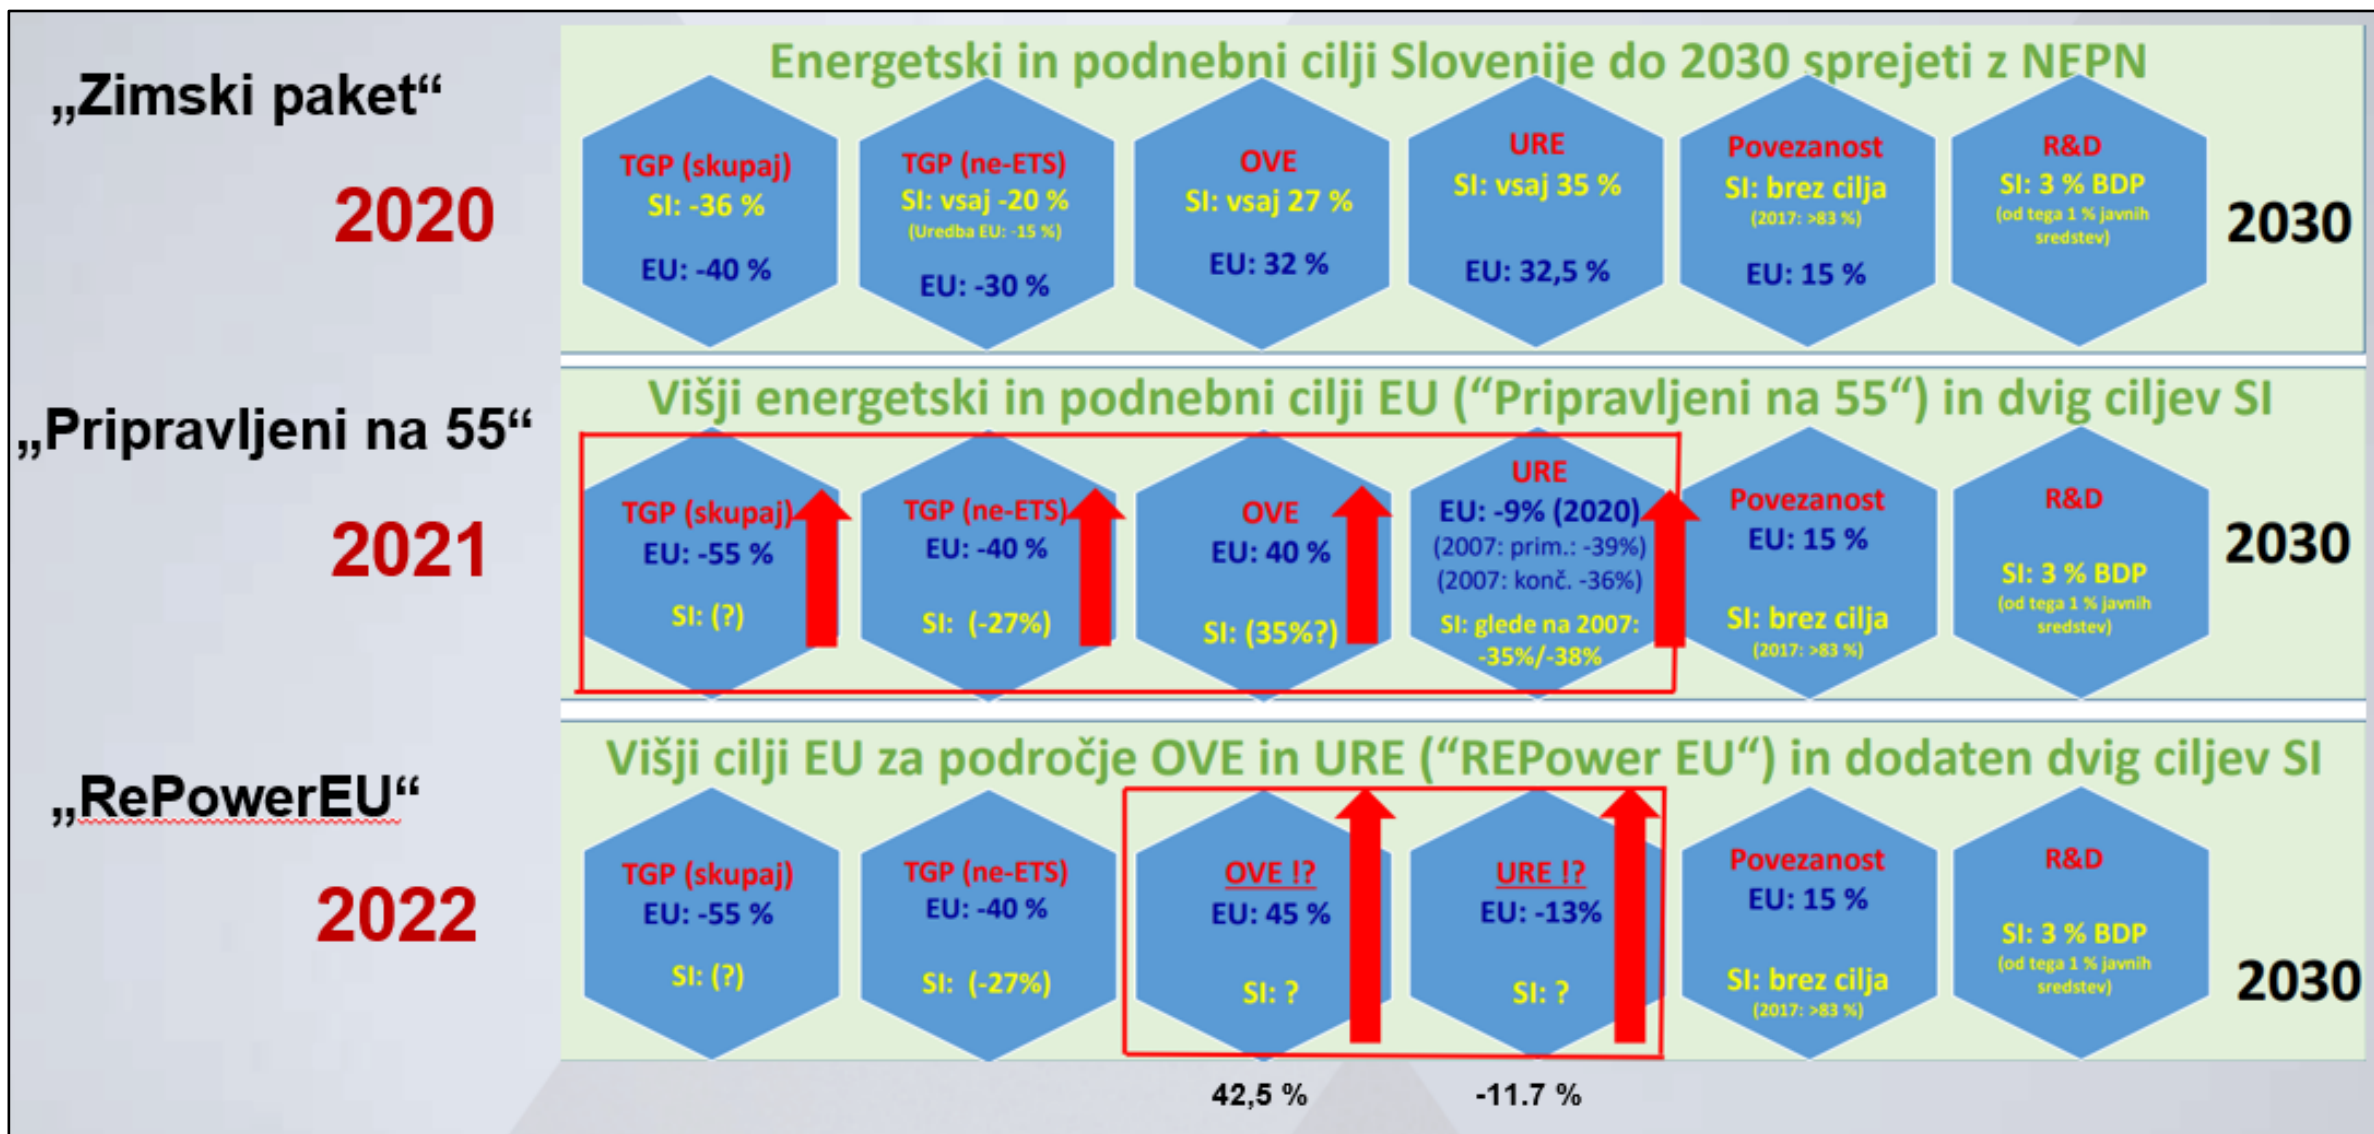 „Zimski paket“
2020
Energetski in podnebni cilji Slovenije do 2030 sprejeti z NEPN
TGP (skupaj)
SI: -36 %
EU: -40 %
TGP (ne-ETS)
SI: vsaj -20 %
(Uredba EU: -15 %)
EU: -30 %
OVE
SI: vsaj 27 %
EU: 32 %
URE
SI: vsaj 35 %
EU: 32,5 %
Povezanost
SI: brez cilja
(2017: >83 %)
EU: 15 %
R&D
SI: 3 % BDP
(od tega 1 % javnih
sredstev)
2030
„Pripravljeni na 55“
2021
Višji energetski in podnebni cilji EU (“Pripravljeni na 55“) in dvig ciljev SI
TGP (skupaj)
EU: -55 %
SI: (?)
TGP (ne-ETS)
EU: -40 %
SI: (-27%)
OVE
EU: 40 %
SI: (35%?)
URE
EU: -9% (2020)
(2007: prim.: -39%)
(2007: konč. -36%)
SI: glede na 2007:
-35%/-38%
Povezanost
EU: 15 %
SI: brez cilja
(2017: >83 %)
R&D
SI: 3 % BDP
(od tega 1 % javnih
sredstev)
2030
„RePowerEU“
2022
Višji cilji EU za področje OVE in URE (“REPower EU“) in dodaten dvig ciljev SI
TGP (skupaj)
EU: -55 %
SI: (?)
TGP (ne-ETS)
EU: -40 %
SI: (-27%)
OVE !?
EU: 45 %
SI: ?
URE !?
EU: -13%
SI: ?
Povezanost
EU: 15 %
SI: brez cilja
(2017: >83 %)
R&D
SI: 3 % BDP
(od tega 1 % javnih
sredstev)
2030
42,5 %
-11.7 %